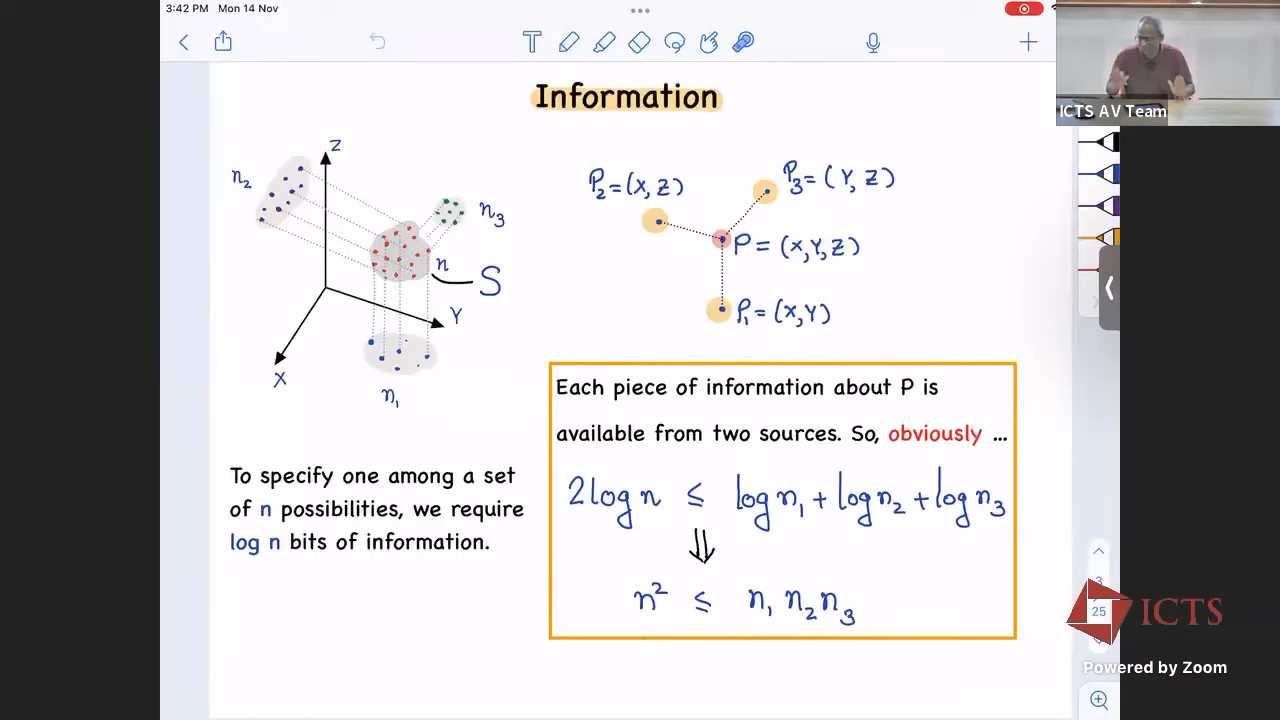 3:42 PM Mon 14 Nov
Information
ICTS AV Team
Z
n₂
n₃
n
S
Y
X
n₁
P₂ = (X, Z)
P₃ = (Y, Z)
P = (X, Y, Z)
P₁ = (X, Y)
To specify one among a set
of n possibilities, we require
log n bits of information.
Each piece of information about P is
available from two sources. So, obviously ...
2 log n ≤ log n₁ + log n₂ + log n₃
⇓
n² ≤ n₁ n₂ n₃
3
25
ICTS
Powered by Zoom